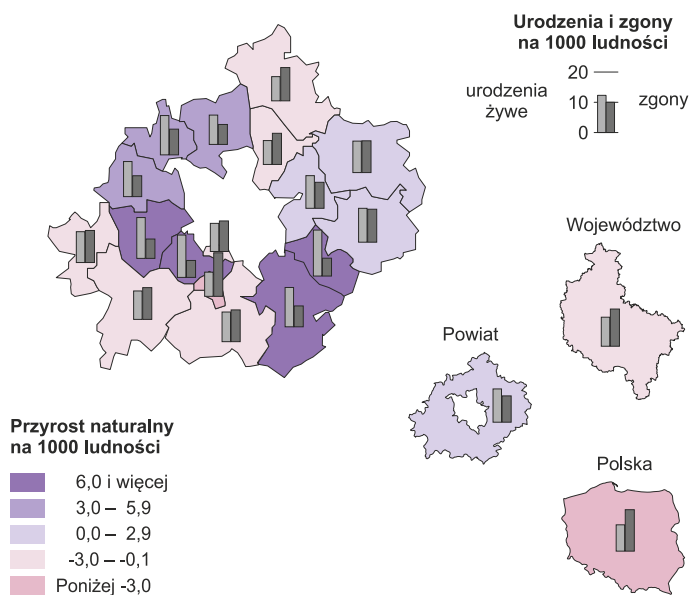 Urodzenia i zgony
na 1000 ludności
urodzenia
żywe
20
10
0
zgony
Województwo
Powiat
Polska
Przyrost naturalny
na 1000 ludności
6,0 i więcej
3,0 – 5,9
0,0 – 2,9
-3,0 – -0,1
Poniżej -3,0